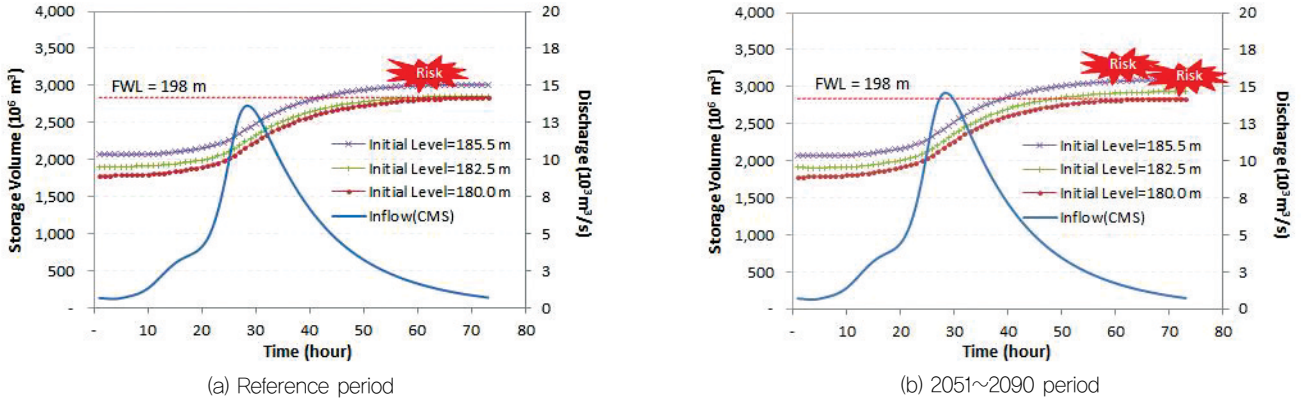 4,000
3,500
3,000
2,500
2,000
1,500
1,000
500
-
Storage Volume (10⁶ m³)
20
18
15
14
13
10
8
5
3
0
Discharge (10³m³/s)
FWL = 198 m
Risk
Initial Level=185.5 m
Initial Level=182.5 m
Initial Level=180.0 m
Inflow(CMS)
- 10 20 30 40 50 60 70 80
Time (hour)
(a) Reference period
4,000
3,500
3,000
2,500
2,000
1,500
1,000
500
-
Storage Volume (10⁶ m³)
20
18
15
14
13
10
8
5
3
0
Discharge (10³m³/s)
FWL = 198 m
Risk
Risk
Initial Level=185.5 m
Initial Level=182.5 m
Initial Level=180.0 m
Inflow(CMS)
- 10 20 30 40 50 60 70 80
Time (hour)
(b) 2051~2090 period